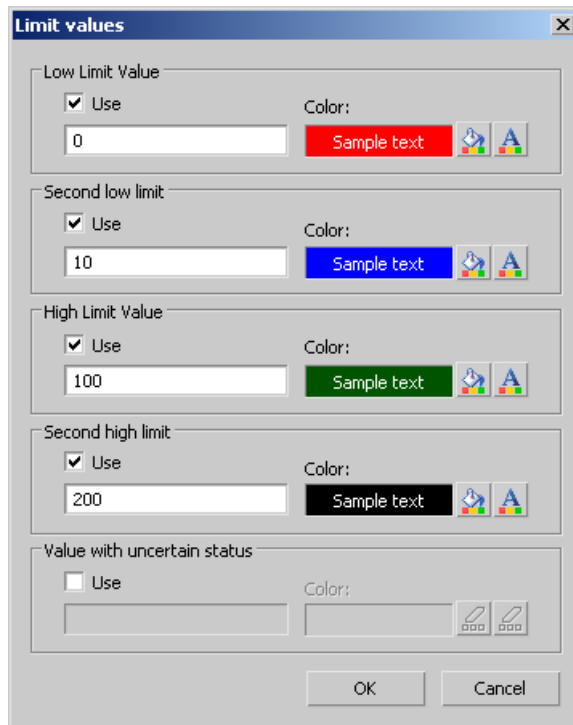 Limit values
Low Limit Value
Use
Color:
0
Sample text
A
Second low limit
Use
Color:
10
Sample text
A
High Limit Value
Use
Color:
100
Sample text
A
Second high limit
Use
Color:
200
Sample text
A
Value with uncertain status
Use
Color:
OK
Cancel